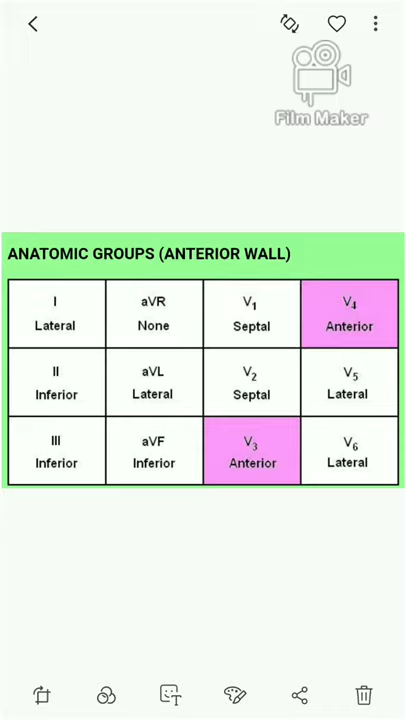 Film Maker
ANATOMIC GROUPS (ANTERIOR WALL)
I aVR V₁ V₄
Lateral None Septal Anterior
II aVL V₂ V₅
Inferior Lateral Septal Lateral
III aVF V₃ V₆
Inferior Inferior Anterior Lateral
T